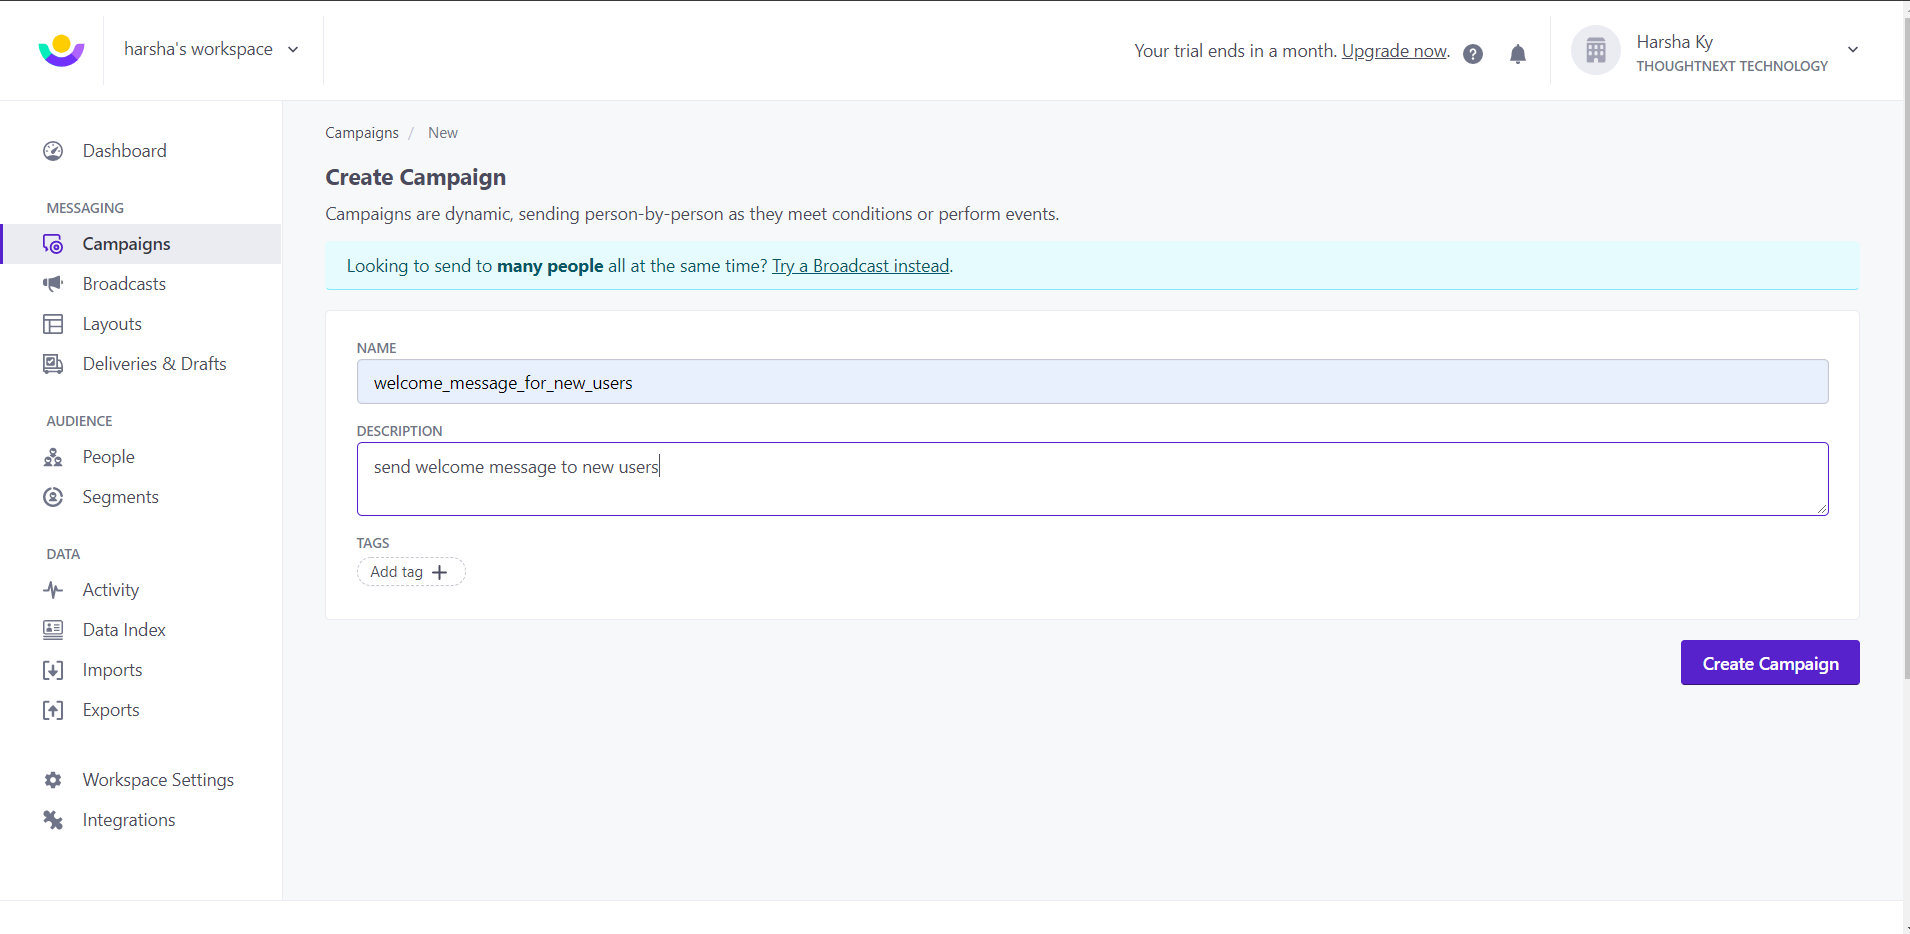 harsha's workspace
Your trial ends in a month. Upgrade now.
?
Harsha Ky
THOUGHTNEXT TECHNOLOGY
Dashboard
MESSAGING
Campaigns
Broadcasts
Layouts
Deliveries & Drafts
AUDIENCE
People
Segments
DATA
Activity
Data Index
Imports
Exports
Workspace Settings
Integrations
Campaigns / New
Create Campaign
Campaigns are dynamic, sending person-by-person as they meet conditions or perform events.
Looking to send to many people all at the same time? Try a Broadcast instead.
NAME
welcome_message_for_new_users
DESCRIPTION
send welcome message to new users
TAGS
Add tag +
Create Campaign